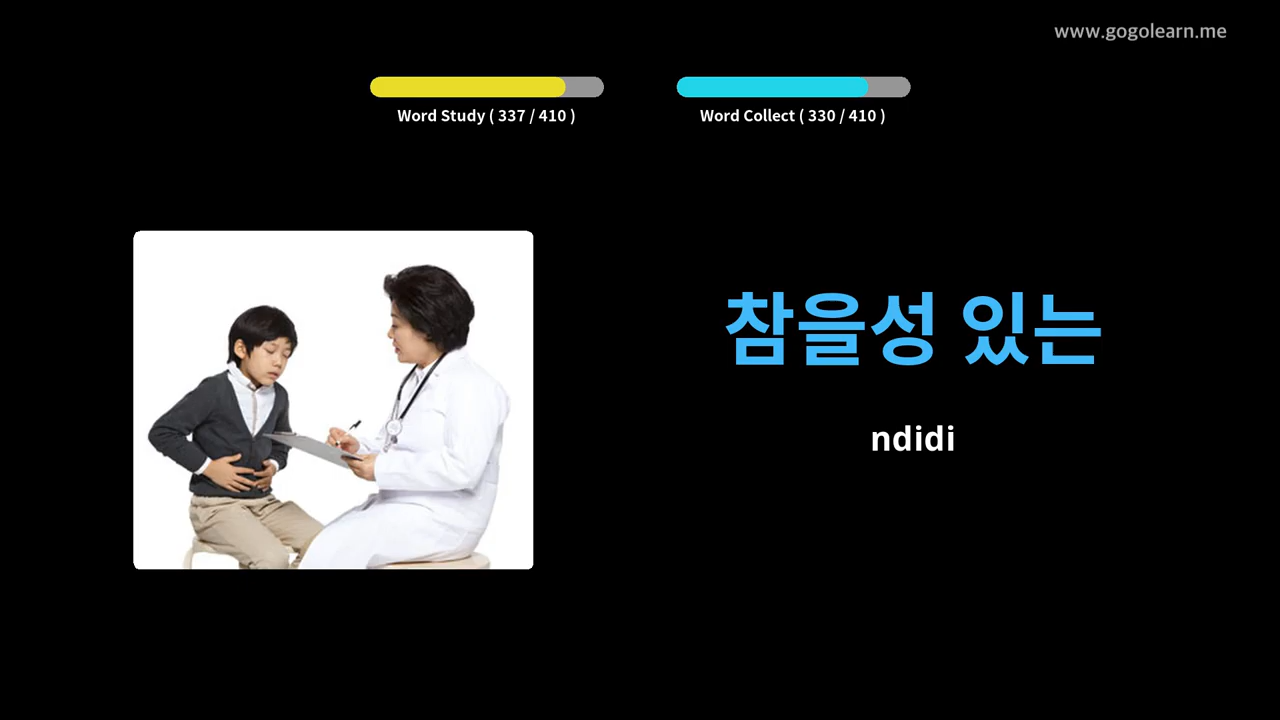 www.gogolearn.me
Word Study ( 337 / 410 )
Word Collect ( 330 / 410 )
참을성 있는
ndidi